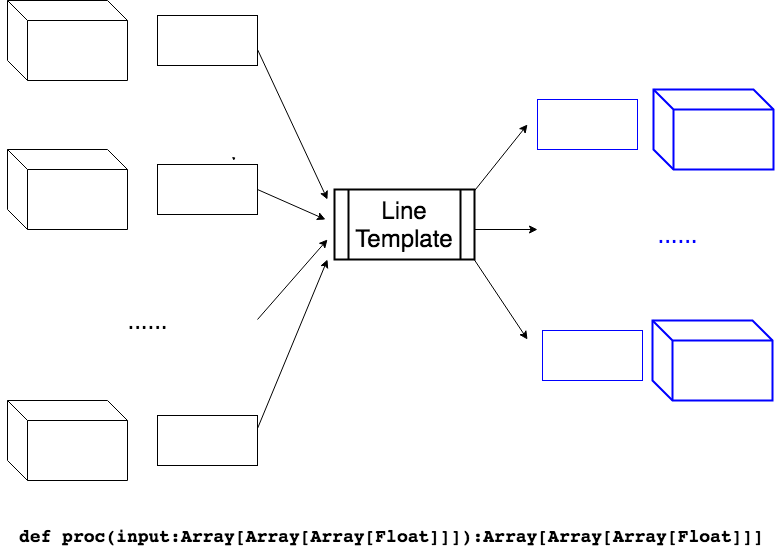 Line
Template
......
......
def proc(input:Array[Array[Array[Float]]]):Array[Array[Array[Float]]]